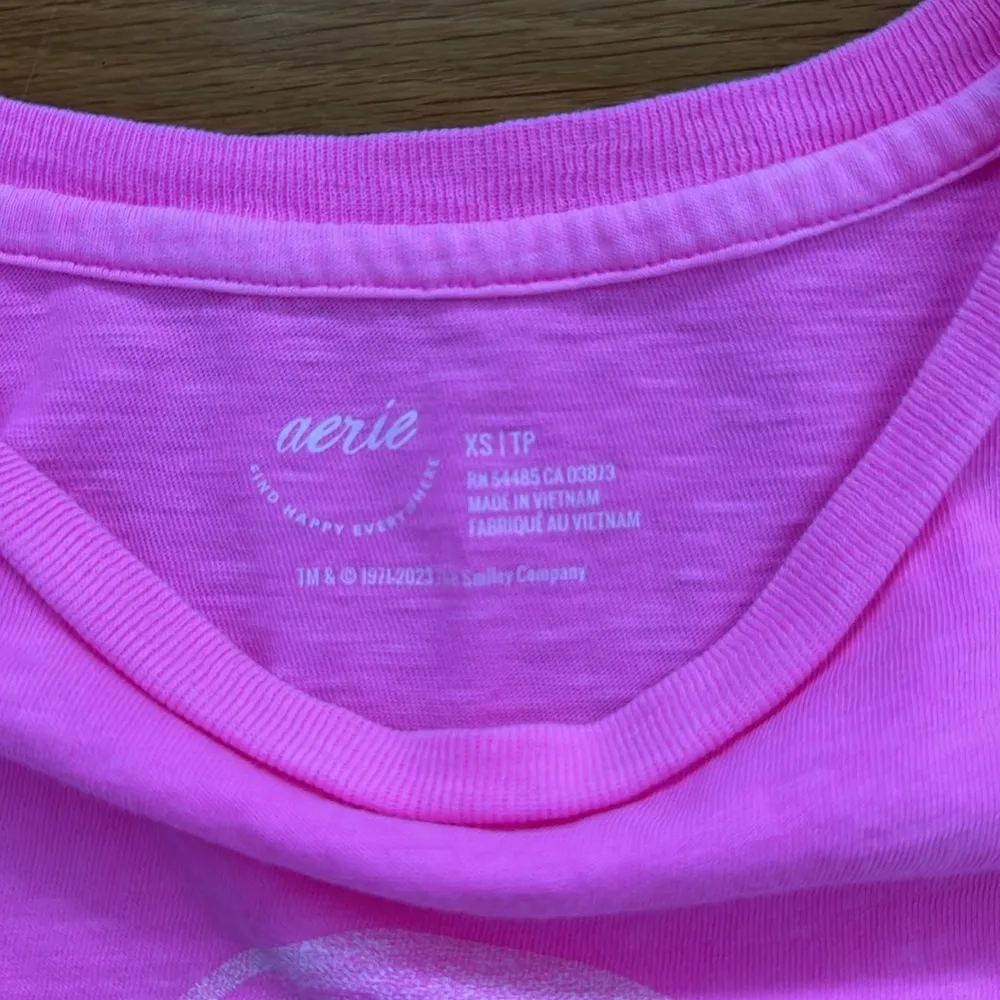 aerie
FIND HAPPY EVERYWHERE
XS | TP
RN 54485 CA 03873
MADE IN VIETNAM
FABRIQUÉ AU VIETNAM
TM & © 1971-2023 The Smiley Company